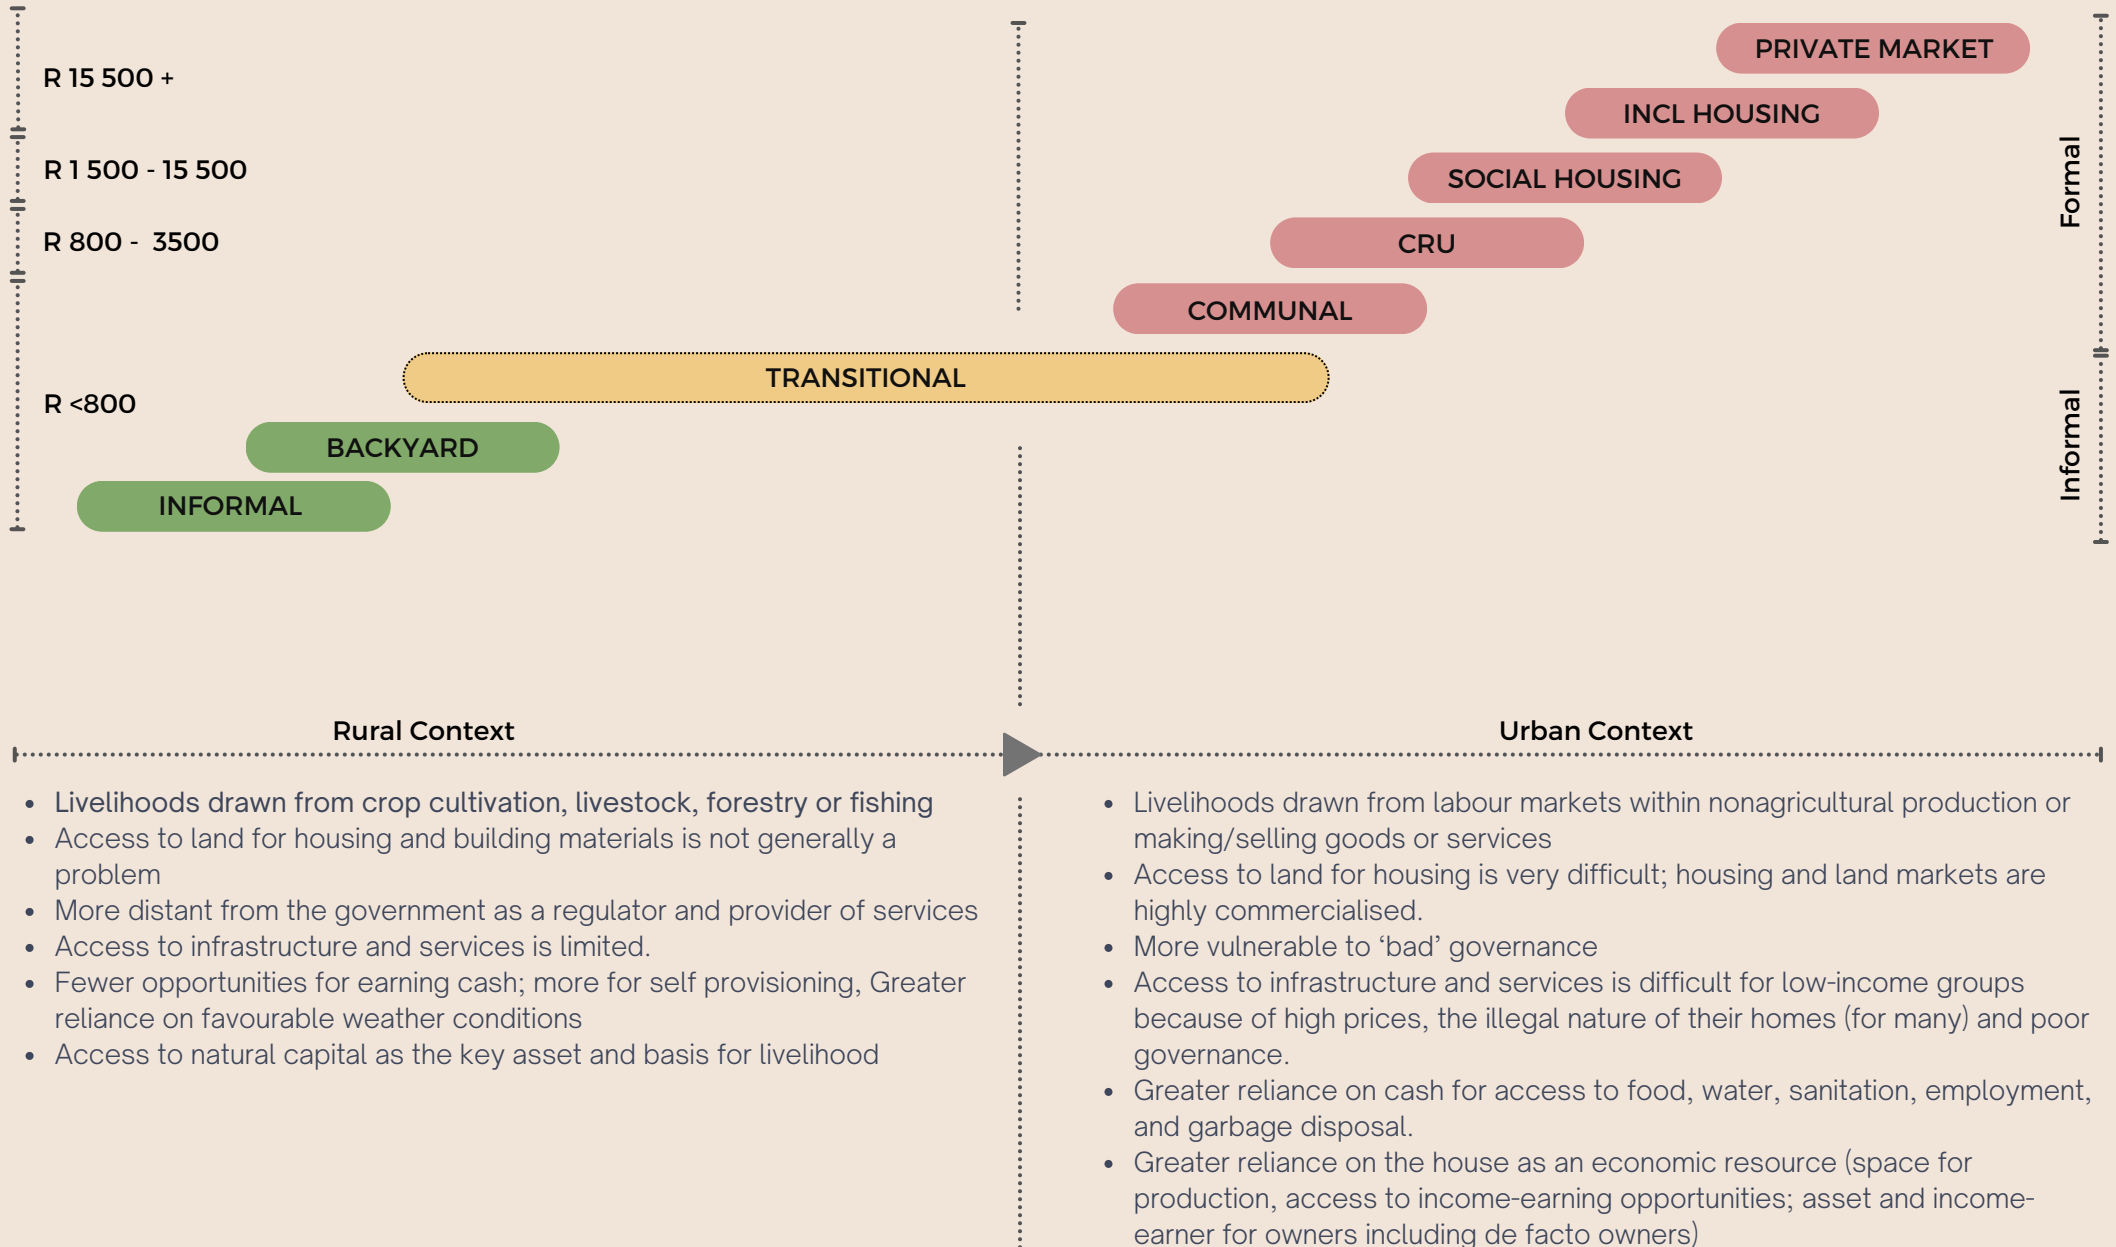 PRIVATE MARKET
R 15 500 +
INCL HOUSING
R 1 500 - 15 500
SOCIAL HOUSING
Formal
R 800 -  3500
CRU
COMMUNAL
TRANSITIONAL
R <800
BACKYARD
Informal
INFORMAL
Rural Context
• Livelihoods drawn from crop cultivation, livestock, forestry or fishing
• Access to land for housing and building materials is not generally a
problem
• More distant from the government as a regulator and provider of services
• Access to infrastructure and services is limited.
• Fewer opportunities for earning cash; more for self provisioning, Greater
reliance on favourable weather conditions
• Access to natural capital as the key asset and basis for livelihood
Urban Context
• Livelihoods drawn from labour markets within nonagricultural production or
making/selling goods or services
• Access to land for housing is very difficult; housing and land markets are
highly commercialised.
• More vulnerable to ‘bad’ governance
• Access to infrastructure and services is difficult for low-income groups
because of high prices, the illegal nature of their homes (for many) and poor
governance.
• Greater reliance on cash for access to food, water, sanitation, employment,
and garbage disposal.
• Greater reliance on the house as an economic resource (space for
production, access to income-earning opportunities; asset and income-
earner for owners including de facto owners)